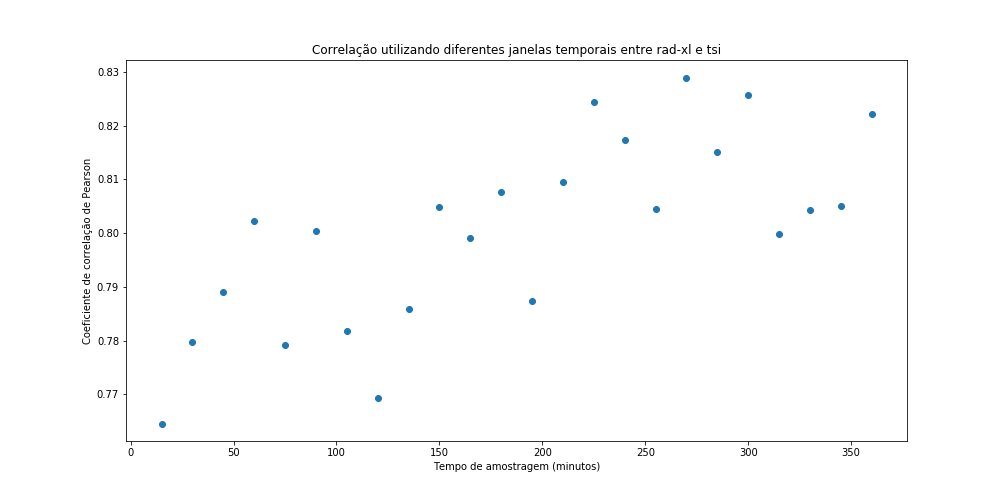 Correlação utilizando diferentes janelas temporais entre rad-xl e tsi
Coeficiente de correlação de Pearson
0.83
0.82
0.81
0.80
0.79
0.78
0.77
0 50 100 150 200 250 300 350
Tempo de amostragem (minutos)